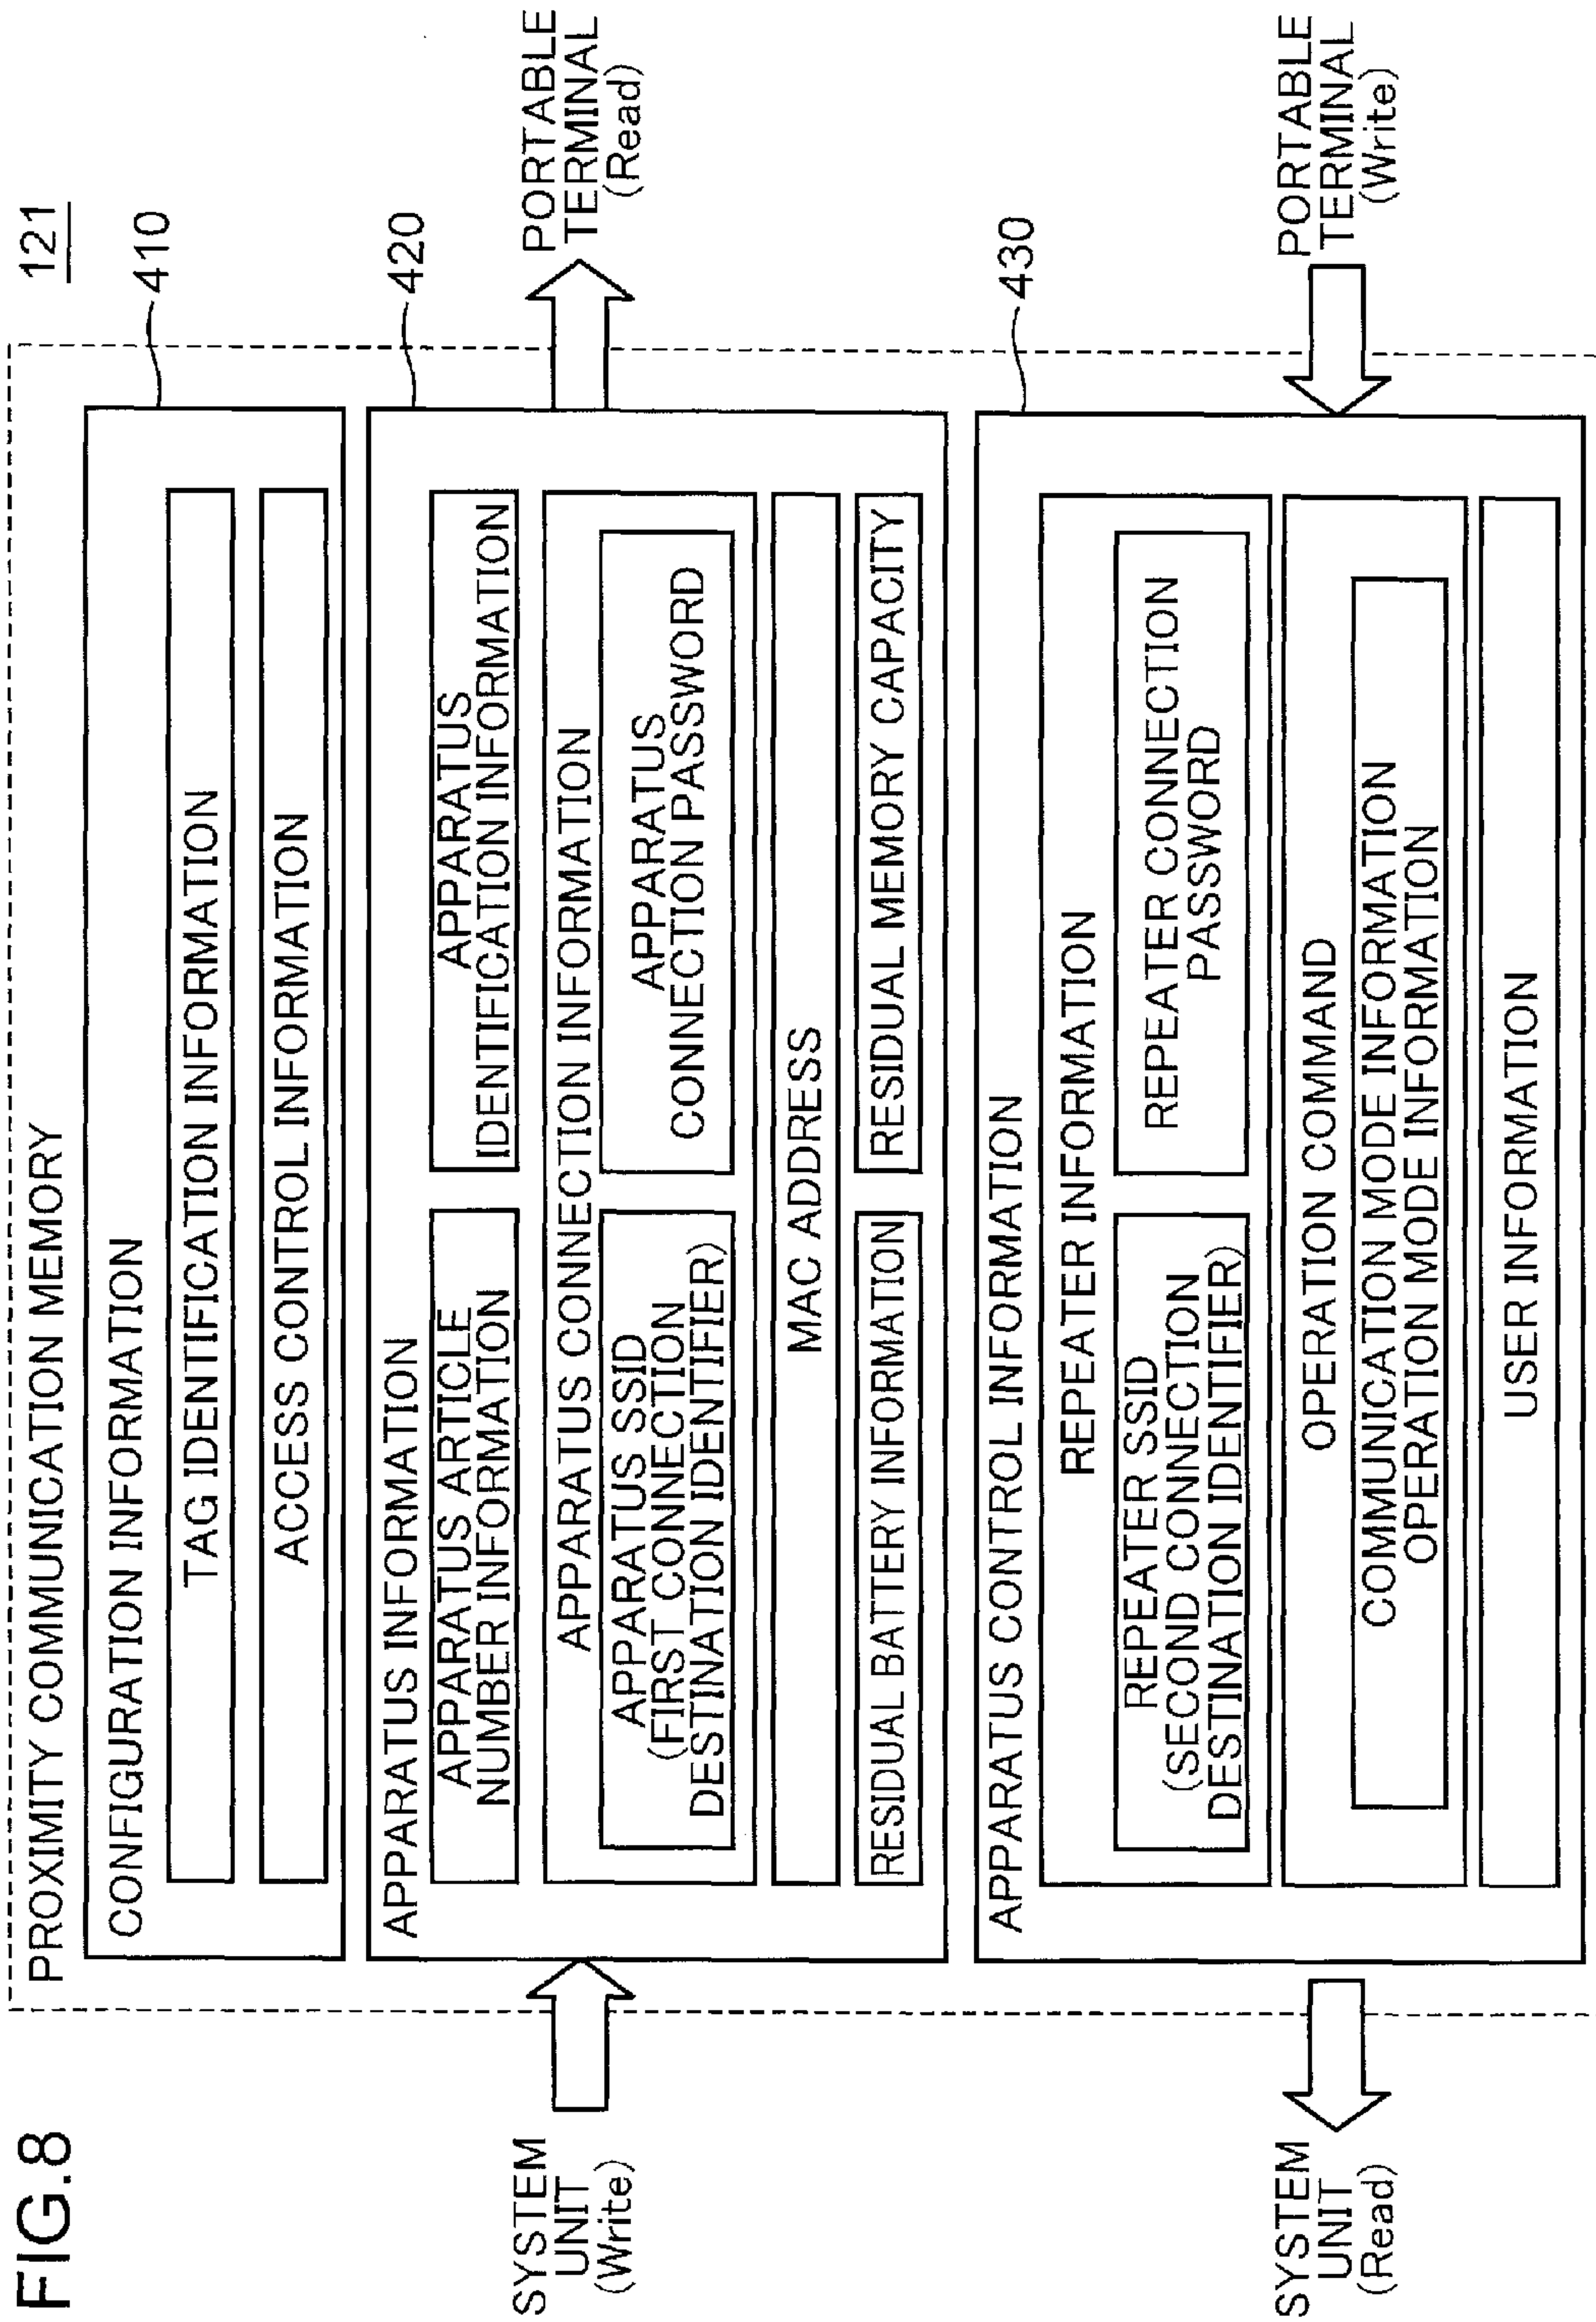 FIG.8
121
PROXIMITY COMMUNICATION MEMORY
410
CONFIGURATION INFORMATION
TAG IDENTIFICATION INFORMATION
ACCESS CONTROL INFORMATION
420
APPARATUS INFORMATION
APPARATUS ARTICLE
NUMBER INFORMATION
APPARATUS
IDENTIFICATION INFORMATION
APPARATUS CONNECTION INFORMATION
APPARATUS SSID
(FIRST CONNECTION
DESTINATION IDENTIFIER)
APPARATUS
CONNECTION PASSWORD
MAC ADDRESS
RESIDUAL BATTERY INFORMATION
RESIDUAL MEMORY CAPACITY
SYSTEM
UNIT
(Write)
PORTABLE
TERMINAL
(Read)
430
APPARATUS CONTROL INFORMATION
REPEATER INFORMATION
REPEATER SSID
(SECOND CONNECTION
DESTINATION IDENTIFIER)
REPEATER CONNECTION
PASSWORD
OPERATION COMMAND
COMMUNICATION MODE INFORMATION
OPERATION MODE INFORMATION
USER INFORMATION
SYSTEM
UNIT
(Read)
PORTABLE
TERMINAL
(Write)